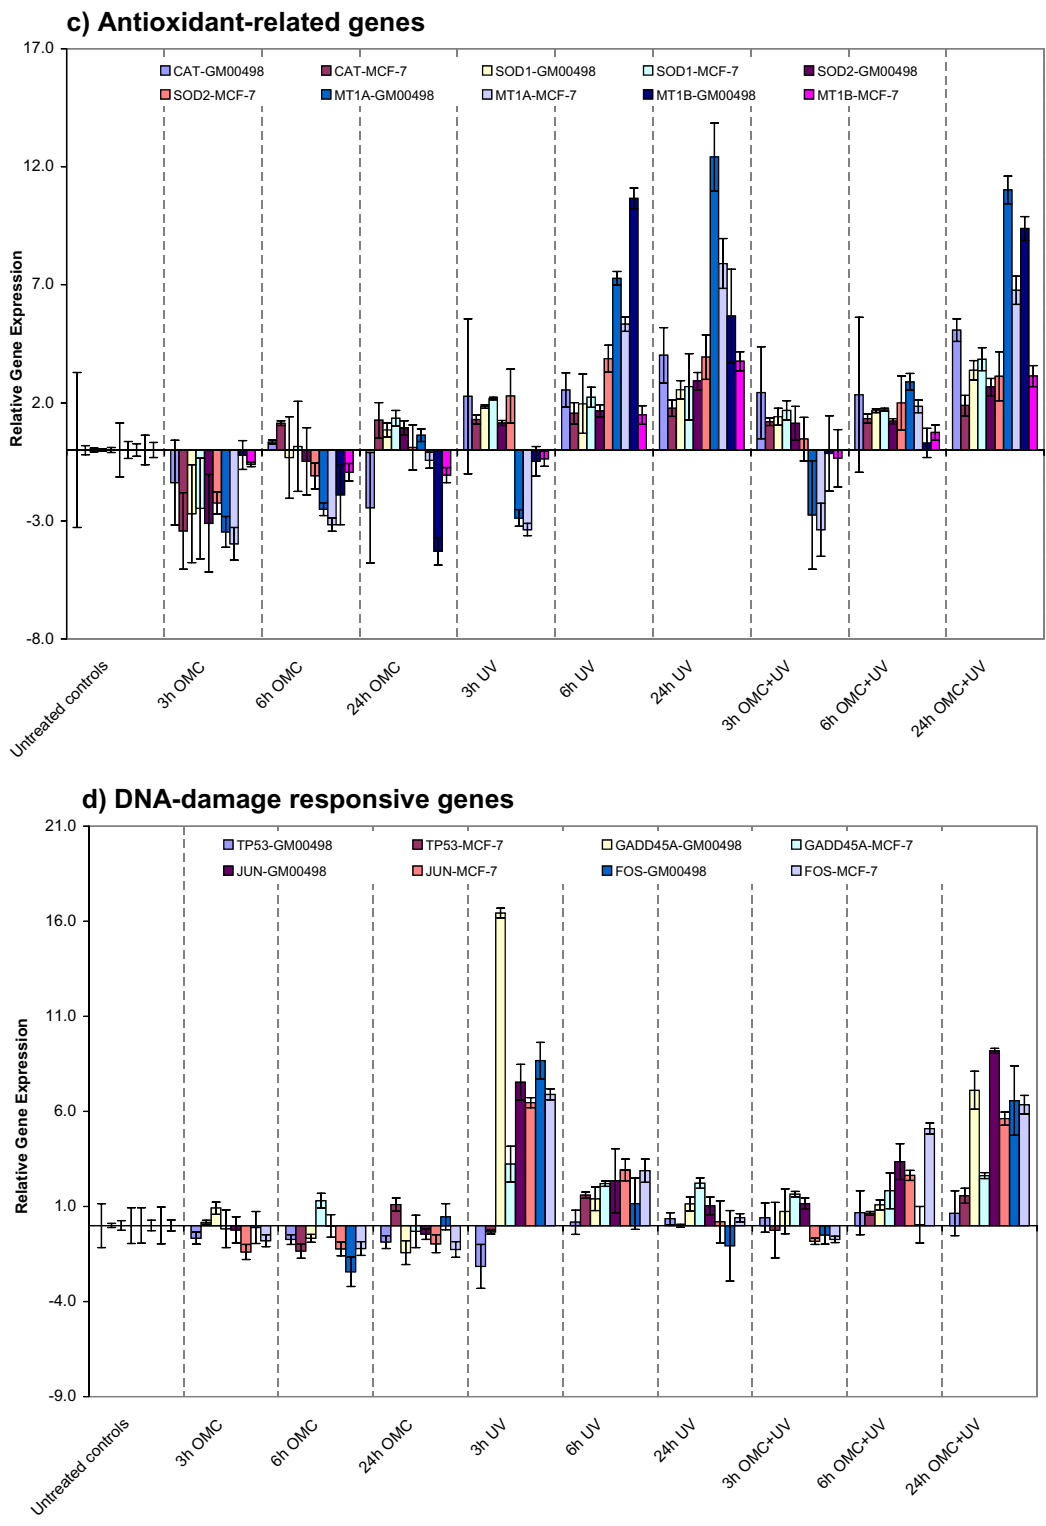 c) Antioxidant-related genes
17.0
CAT-GM00498 CAT-MCF-7 SOD1-GM00498 SOD1-MCF-7 SOD2-GM00498
SOD2-MCF-7 MT1A-GM00498 MT1A-MCF-7 MT1B-GM00498 MT1B-MCF-7
12.0
7.0
2.0
-3.0
-8.0
Relative Gene Expression
Untreated controls
3h OMC
6h OMC
24h OMC
3h UV
6h UV
24h UV
3h OMC+UV
6h OMC+UV
24h OMC+UV
d) DNA-damage responsive genes
21.0
TP53-GM00498 TP53-MCF-7 GADD45A-GM00498 GADD45A-MCF-7
JUN-GM00498 JUN-MCF-7 FOS-GM00498 FOS-MCF-7
16.0
11.0
6.0
1.0
-4.0
-9.0
Relative Gene Expression
Untreated controls
3h OMC
6h OMC
24h OMC
3h UV
6h UV
24h UV
3h OMC+UV
6h OMC+UV
24h OMC+UV